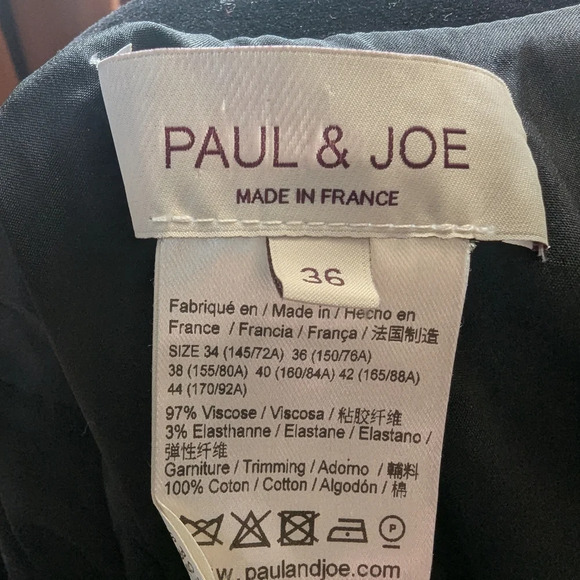 PAUL & JOE
MADE IN FRANCE
36
Fabriqué en / Made in / Hecho en
France / Francia / França / 法国制造
SIZE 34 (145/72A) 36 (150/76A)
38 (155/80A) 40 (160/84A) 42 (165/88A)
44 (170/92A)
97% Viscose / Viscosa / 粘胶纤维
3% Elasthanne / Elastane / Elastano /
弹性纤维
Garniture / Trimming / Adorno / 輔料
100% Coton / Cotton / Algodón / 棉
P
w.paulandjoe.com